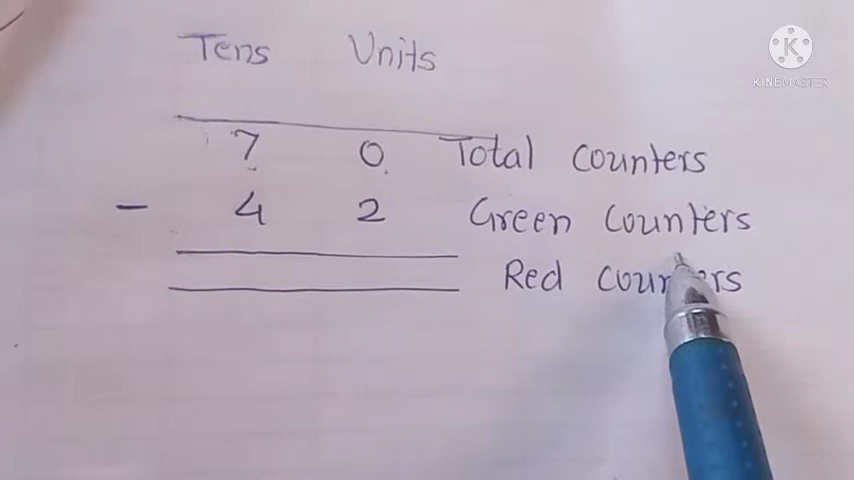 Tens Units
7 0 Total Counters
- 4 2 Green Counters
Red Counters
K
KINEMASTER